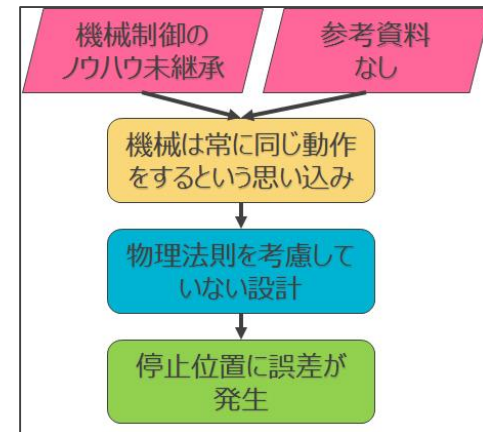 機械制御の
ノウハウ未継承
参考資料
なし
機械は常に同じ動作
をするという思い込み
物理法則を考慮して
いない設計
停止位置に誤差が
発生